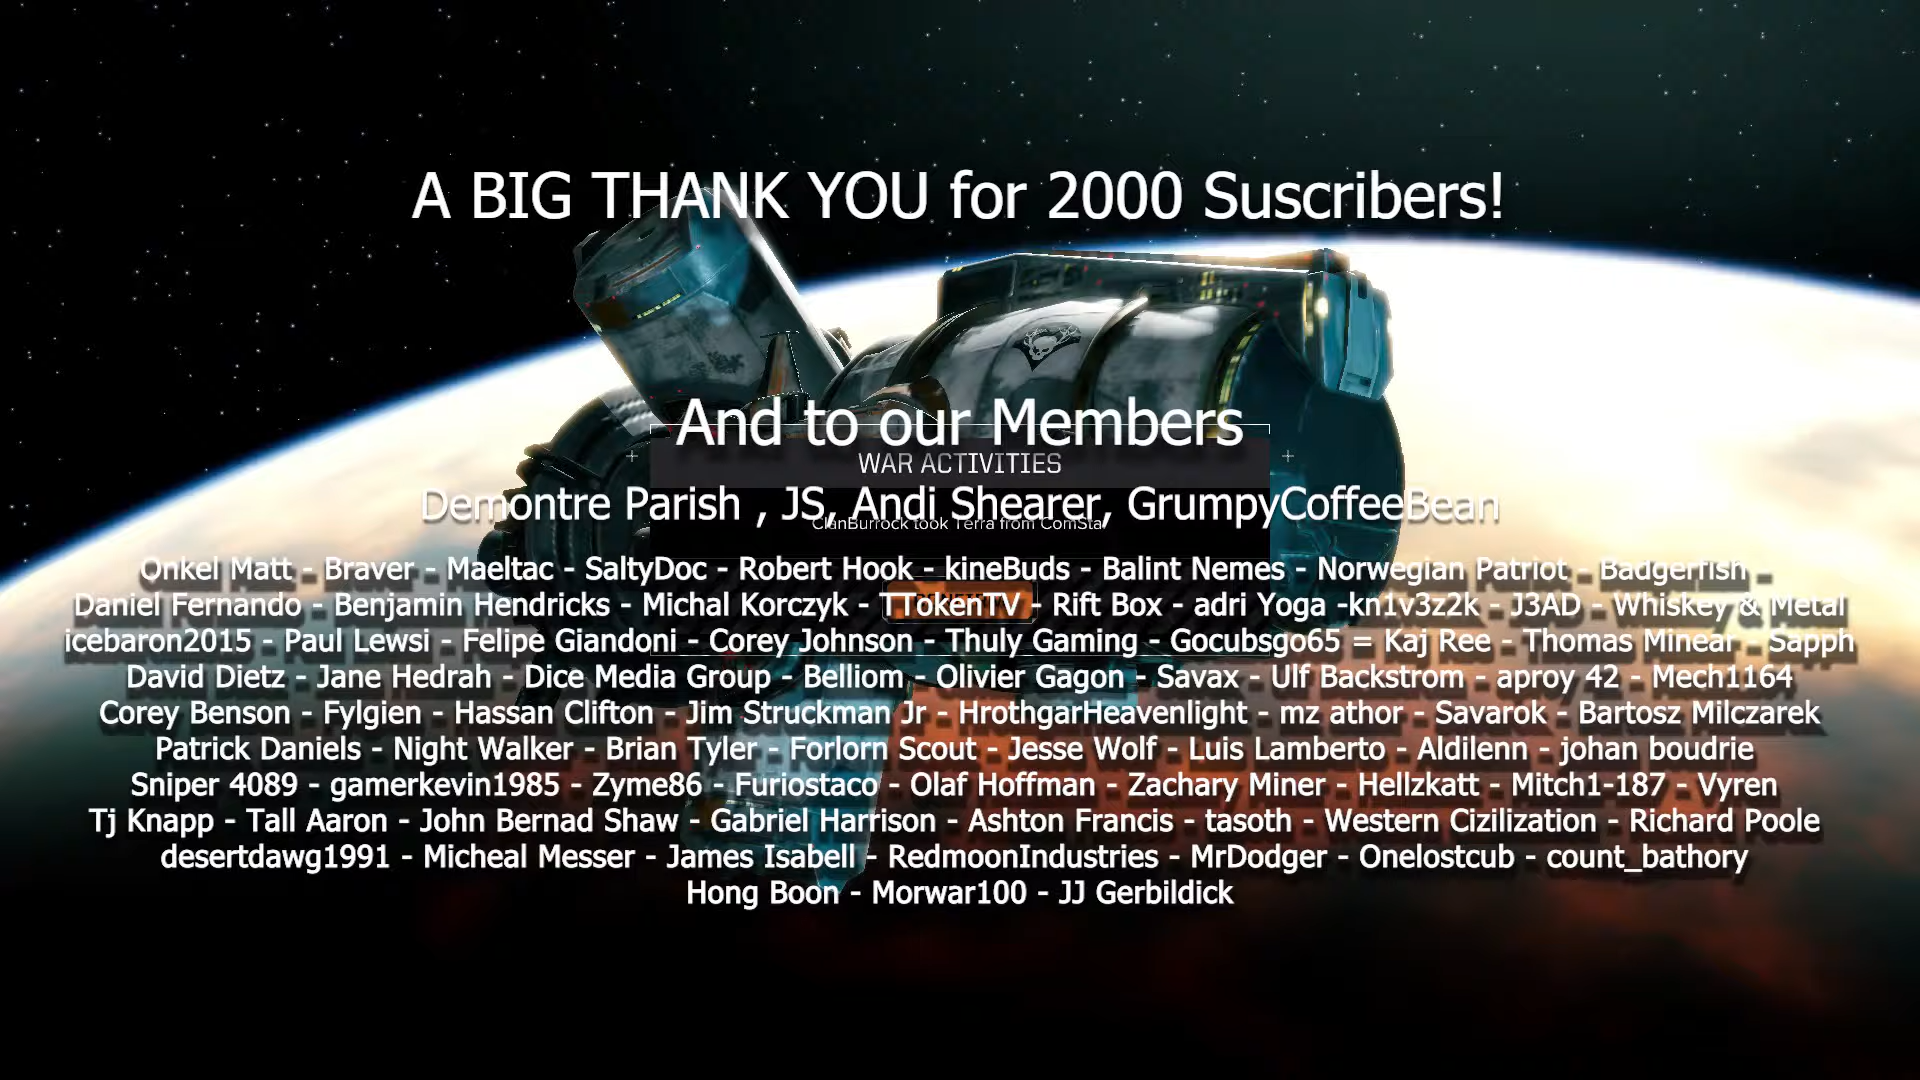 A BIG THANK YOU for 2000 Suscribers!
And to our Members
WAR ACTIVITIES
Demontre Parish , JS, Andi Shearer, GrumpyCoffeeBean
ClanBurrock took Terra from ComSta
Onkel Matt - Braver - Maeltac - SaltyDoc - Robert Hook - kineBuds - Balint Nemes - Norwegian Patriot - Badgerfish -
Daniel Fernando - Benjamin Hendricks - Michal Korczyk - TTokenTV - Rift Box - adri Yoga -kn1v3z2k - J3AD - Whiskey & Metal
icebaron2015 - Paul Lewsi - Felipe Giandoni - Corey Johnson - Thuly Gaming - Gocubsgo65 = Kaj Ree - Thomas Minear - Sapph
David Dietz - Jane Hedrah - Dice Media Group - Belliom - Olivier Gagon - Savax - Ulf Backstrom - aproy 42 - Mech1164
Corey Benson - Fylgien - Hassan Clifton - Jim Struckman Jr - HrothgarHeavenlight - mz athor - Savarok - Bartosz Milczarek
Patrick Daniels - Night Walker - Brian Tyler - Forlorn Scout - Jesse Wolf - Luis Lamberto - Aldilenn - johan boudrie
Sniper 4089 - gamerkevin1985 - Zyme86 - Furiostaco - Olaf Hoffman - Zachary Miner - Hellzkatt - Mitch1-187 - Vyren
Tj Knapp - Tall Aaron - John Bernad Shaw - Gabriel Harrison - Ashton Francis - tasoth - Western Cizilization - Richard Poole
desertdawg1991 - Micheal Messer - James Isabell - RedmoonIndustries - MrDodger - Onelostcub - count_bathory
Hong Boon - Morwar100 - JJ Gerbildick